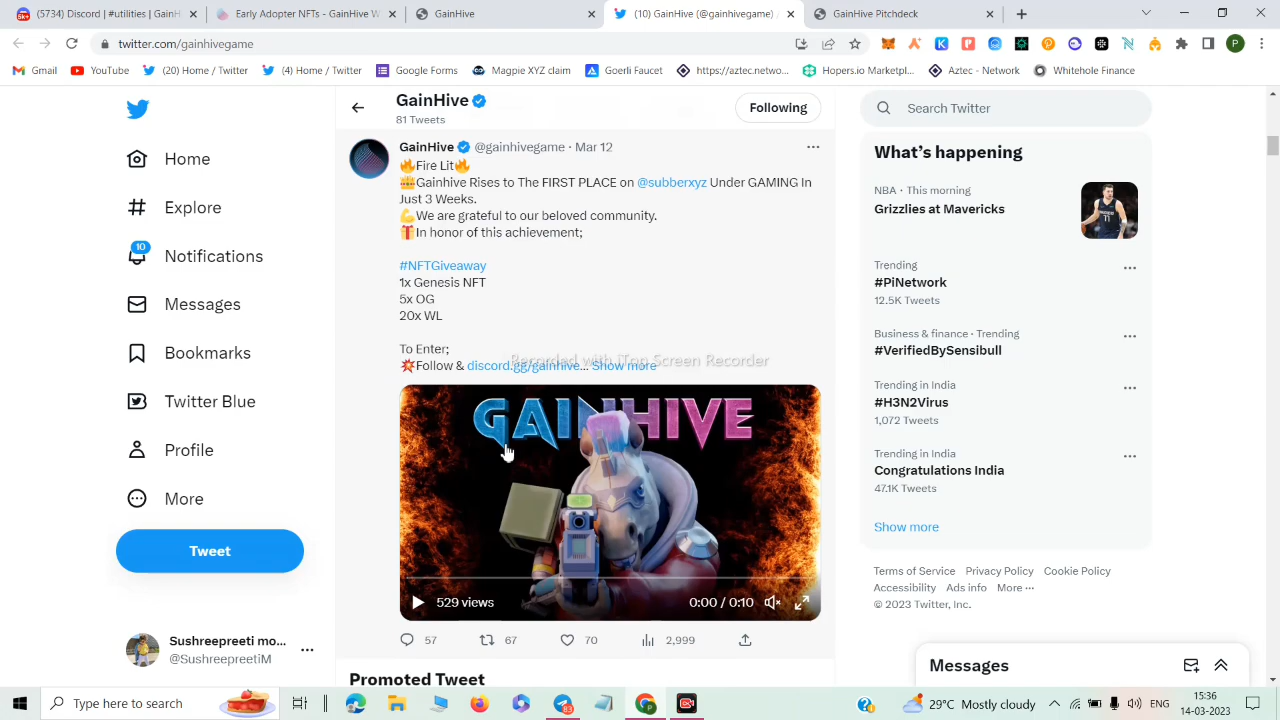 (5734) Discord | Gai
Early Adopter NFTs - GainHive - W
GainHive
(10) GainHive (@gainhivegame) /
GainHive
twitter.com/gainhivegame
Gmail
YouTube
(20) Home / Twitter
(4) Home / Twitter
Google Forms
Magpie XYZ claim
Goerli Faucet
https://aztec.netwo...
Hopers.io Marketpl...
Aztec - Network
Whitehole Finance
GainHive
81 Tweets
Following
Search Twitter
Home
Explore
10
Notifications
Messages
Bookmarks
Twitter Blue
Profile
More
Tweet
Sushreepreeti mo...
@SushreepreetiM
GainHive @gainhivegame · Mar 12
🔥Fire Lit🔥
Gainhive Rises to The FIRST PLACE on @subberxyz Under GAMING In
Just 3 Weeks.
💪We are grateful to our beloved community.
🎁In honor of this achievement;
#NFTGiveaway
1x Genesis NFT
5x OG
20x WL
To Enter;
💥Follow & discord.gg/gainhive... Show more
Recorded with iTop Screen Recorder
GAINHIVE
529 views
0:00 / 0:10
57
67
70
2,999
Promoted Tweet
What's happening
NBA · This morning
Grizzlies at Mavericks
Trending
#PiNetwork
12.5K Tweets
Business & finance · Trending
#VerifiedBySensibull
Trending in India
#H3N2Virus
1,072 Tweets
Trending in India
Congratulations India
47.1K Tweets
Show more
Terms of Service Privacy Policy Cookie Policy
Accessibility Ads info More ···
© 2023 Twitter, Inc.
Messages
Type here to search
83
29°C Mostly cloudy
ENG
15:36
14-03-2023